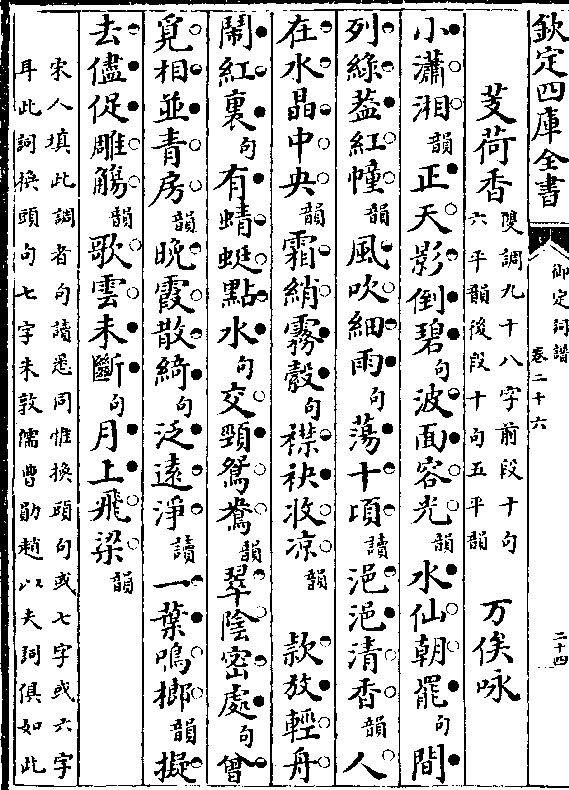 欽定四庫全書
御定詞譜
卷二十六
二十四
芰荷香
雙調九十八字前段十句
六平韻後段十句五平韻
万俟咏
小瀟湘韻正天影倒碧句波面容光韻水仙朝罷句間
列綠葢紅幢韻風吹細雨句蕩十頃讀浥浥清香韻人
在水晶中央韻霜綃霧縠句襟袂收凉韻 款放輕舟
鬧紅裏句有蜻蜓點水句交頸鴛鴦韻翠陰密處句曾
覓相並青房韻晚霞散綺句泛遠淨讀一葉鳴榔韻擬
去儘促雕觴韻歌雲未斷句月上飛梁韻
宋人填此調者句讀悉同惟換頭句或七字或六字
耳此詞換頭句七字朱敦儒曹勛趙以夫詞俱如此